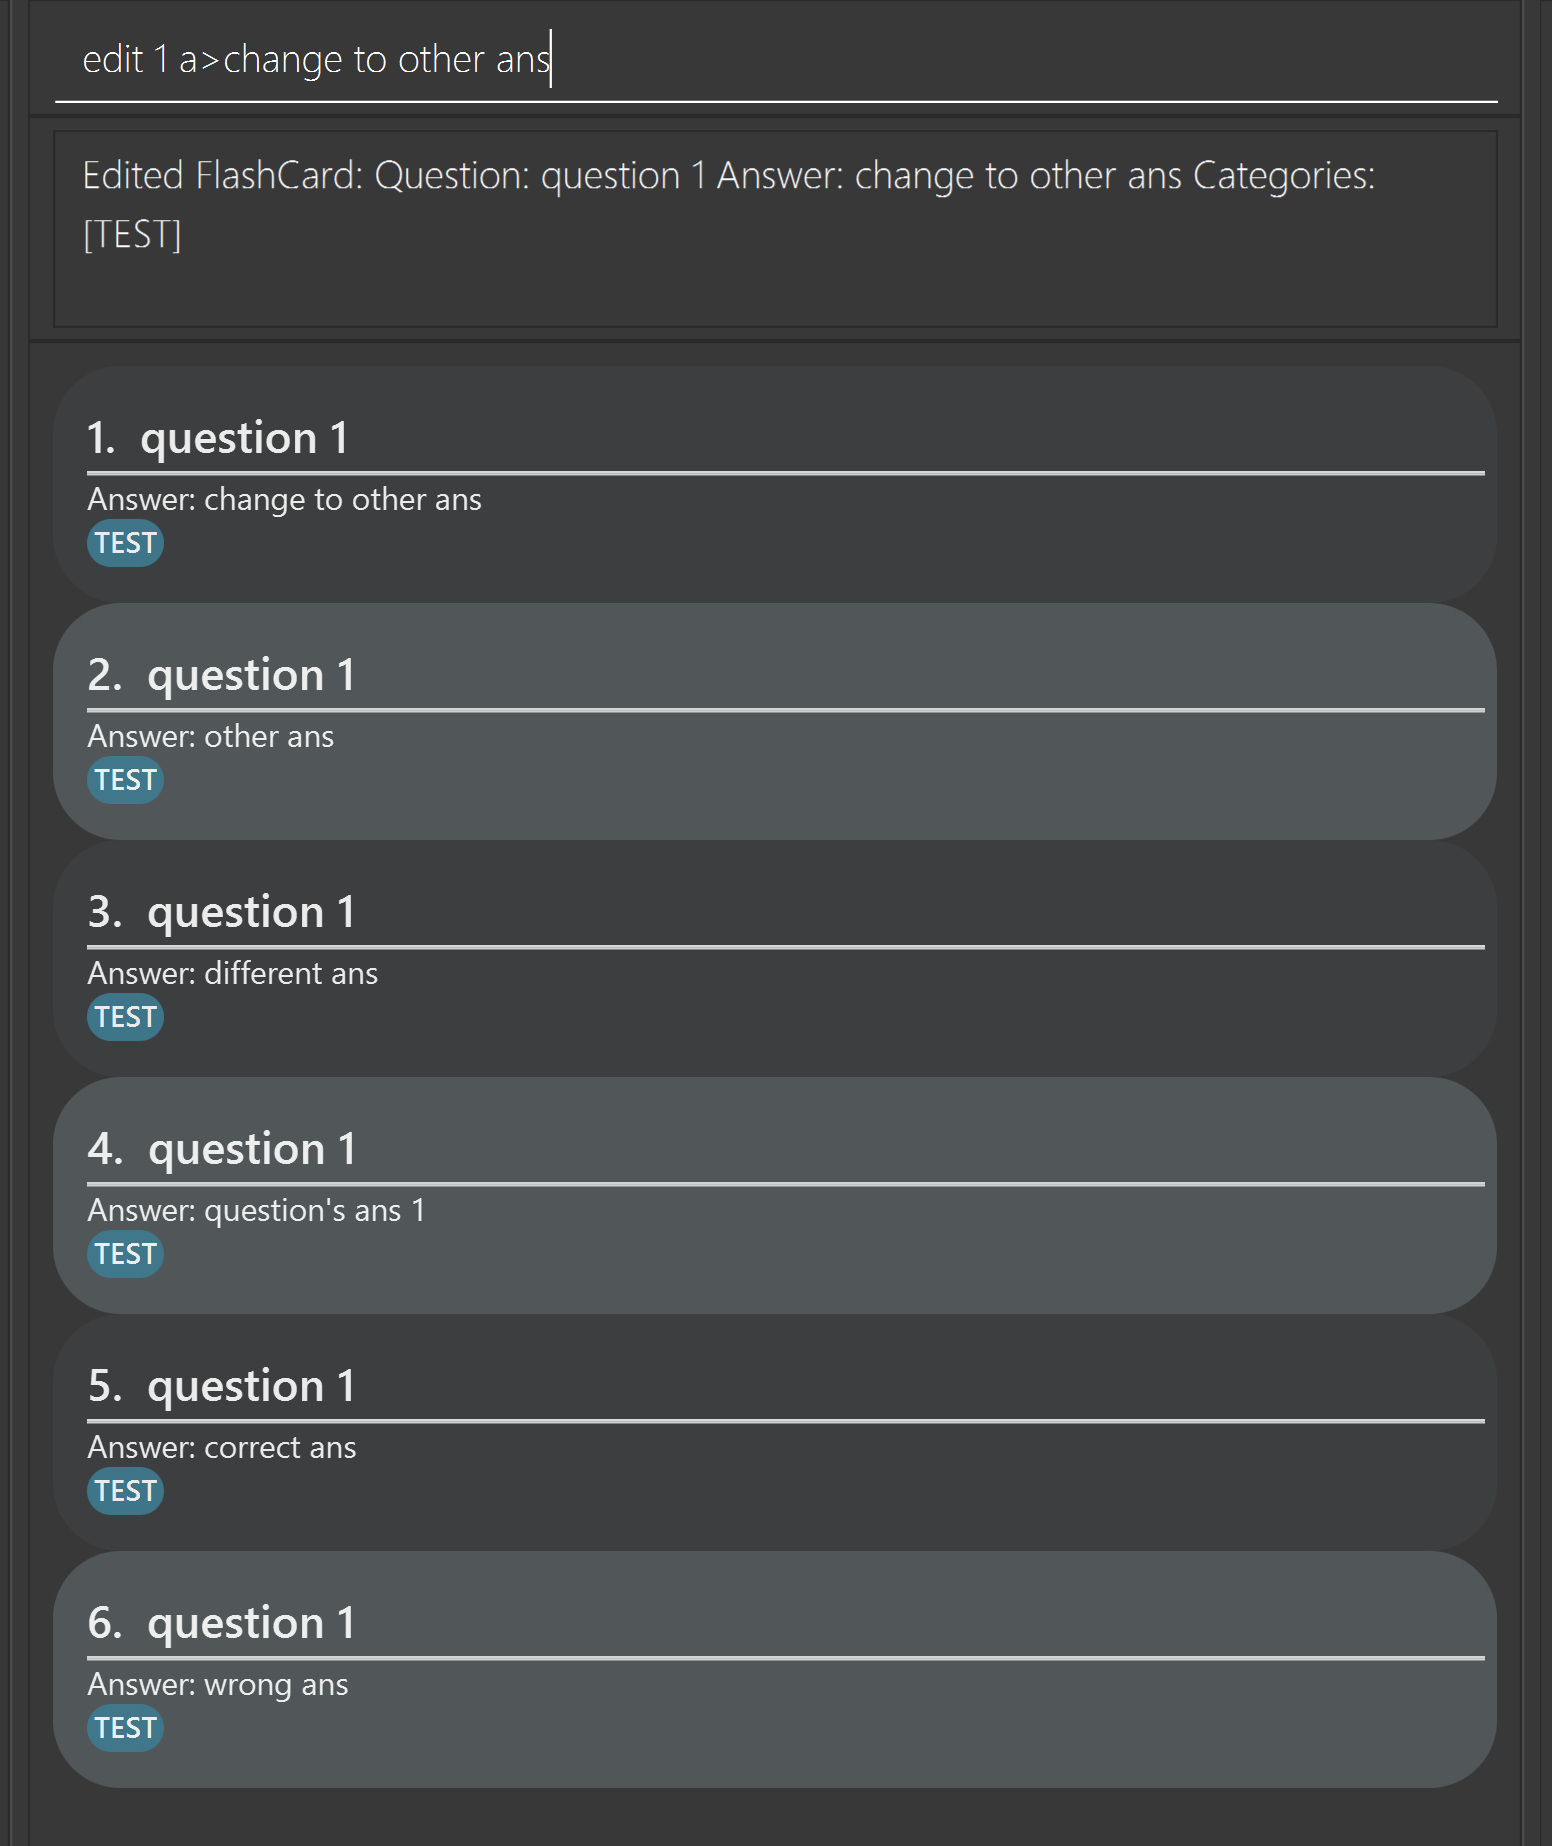 edit 1 a>change to other ans
Edited FlashCard: Question: question 1 Answer: change to other ans Categories:
[TEST]
1. question 1
Answer: change to other ans
TEST
2. question 1
Answer: other ans
TEST
3. question 1
Answer: different ans
TEST
4. question 1
Answer: question's ans 1
TEST
5. question 1
Answer: correct ans
TEST
6. question 1
Answer: wrong ans
TEST